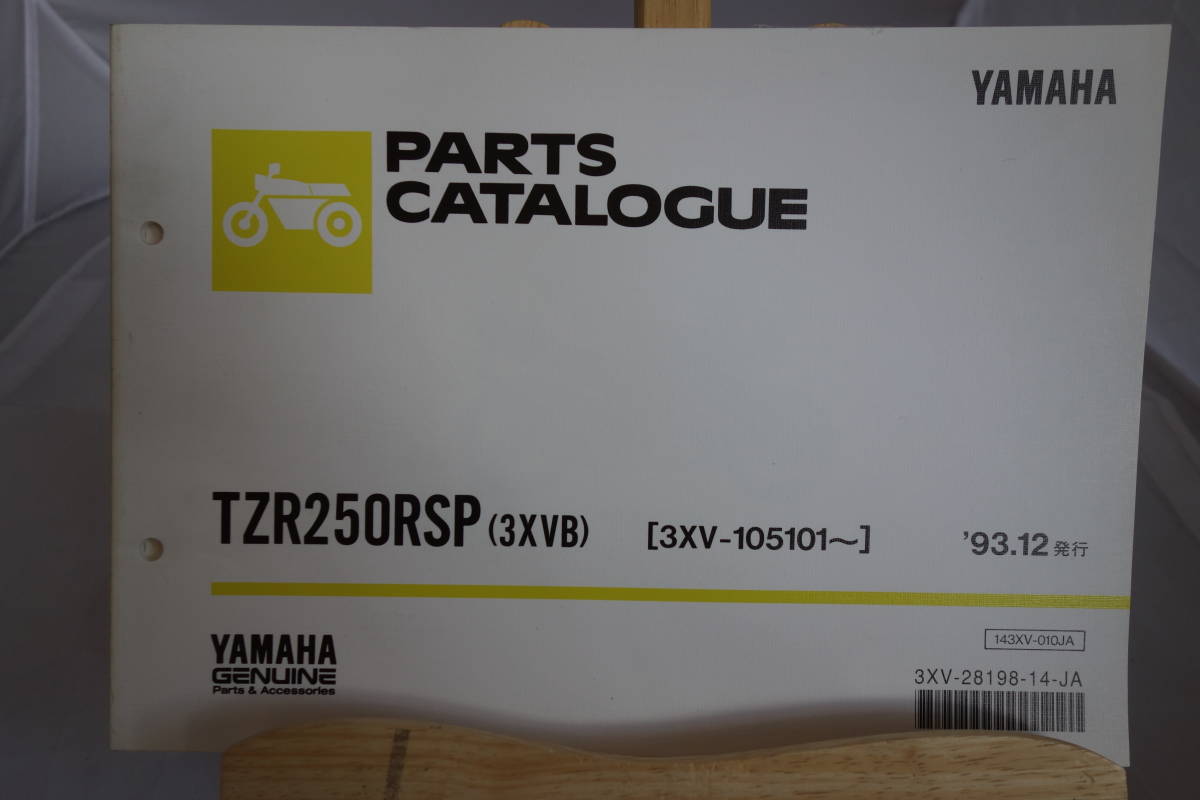 YAMAHA
PARTS
CATALOGUE
TZR250RSP (3XVB) [3XV-105101～] '93.12 発行
YAMAHA
GENUINE
Parts & Accessories
143XV-010JA
3XV-28198-14-JA